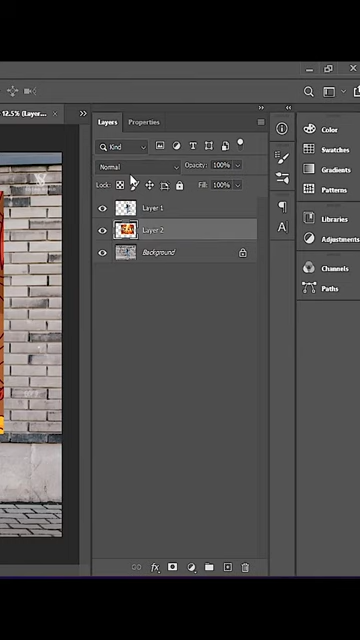 12.5% (Layer...
Layers Properties
Kind
Normal Opacity: 100%
Lock: Fill: 100%
Layer 1
Layer 2
Background
Color
Swatches
Gradients
Patterns
Libraries
Adjustments
Channels
Paths